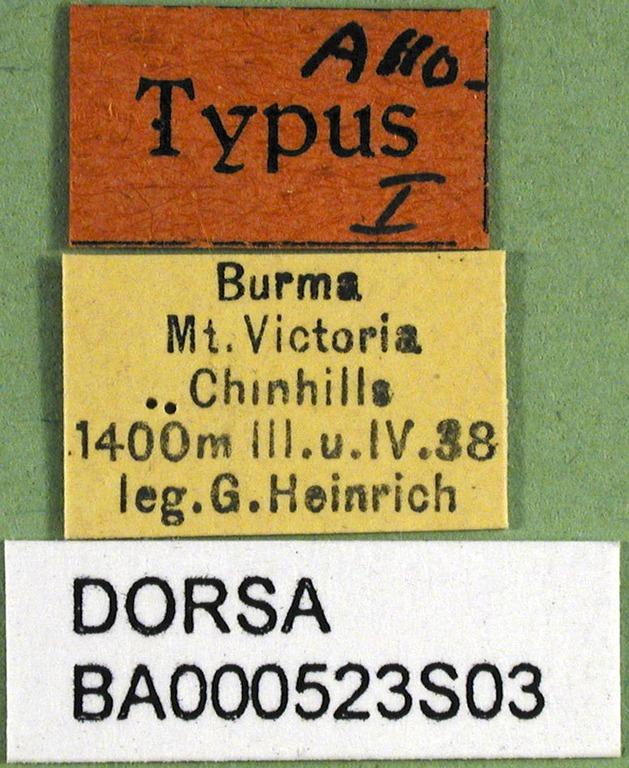 Allo-
Typus
I
Burma
Mt. Victoria
Chinhills
1400m III.u.IV.38
leg.G.Heinrich
DORSA
BA000523S03